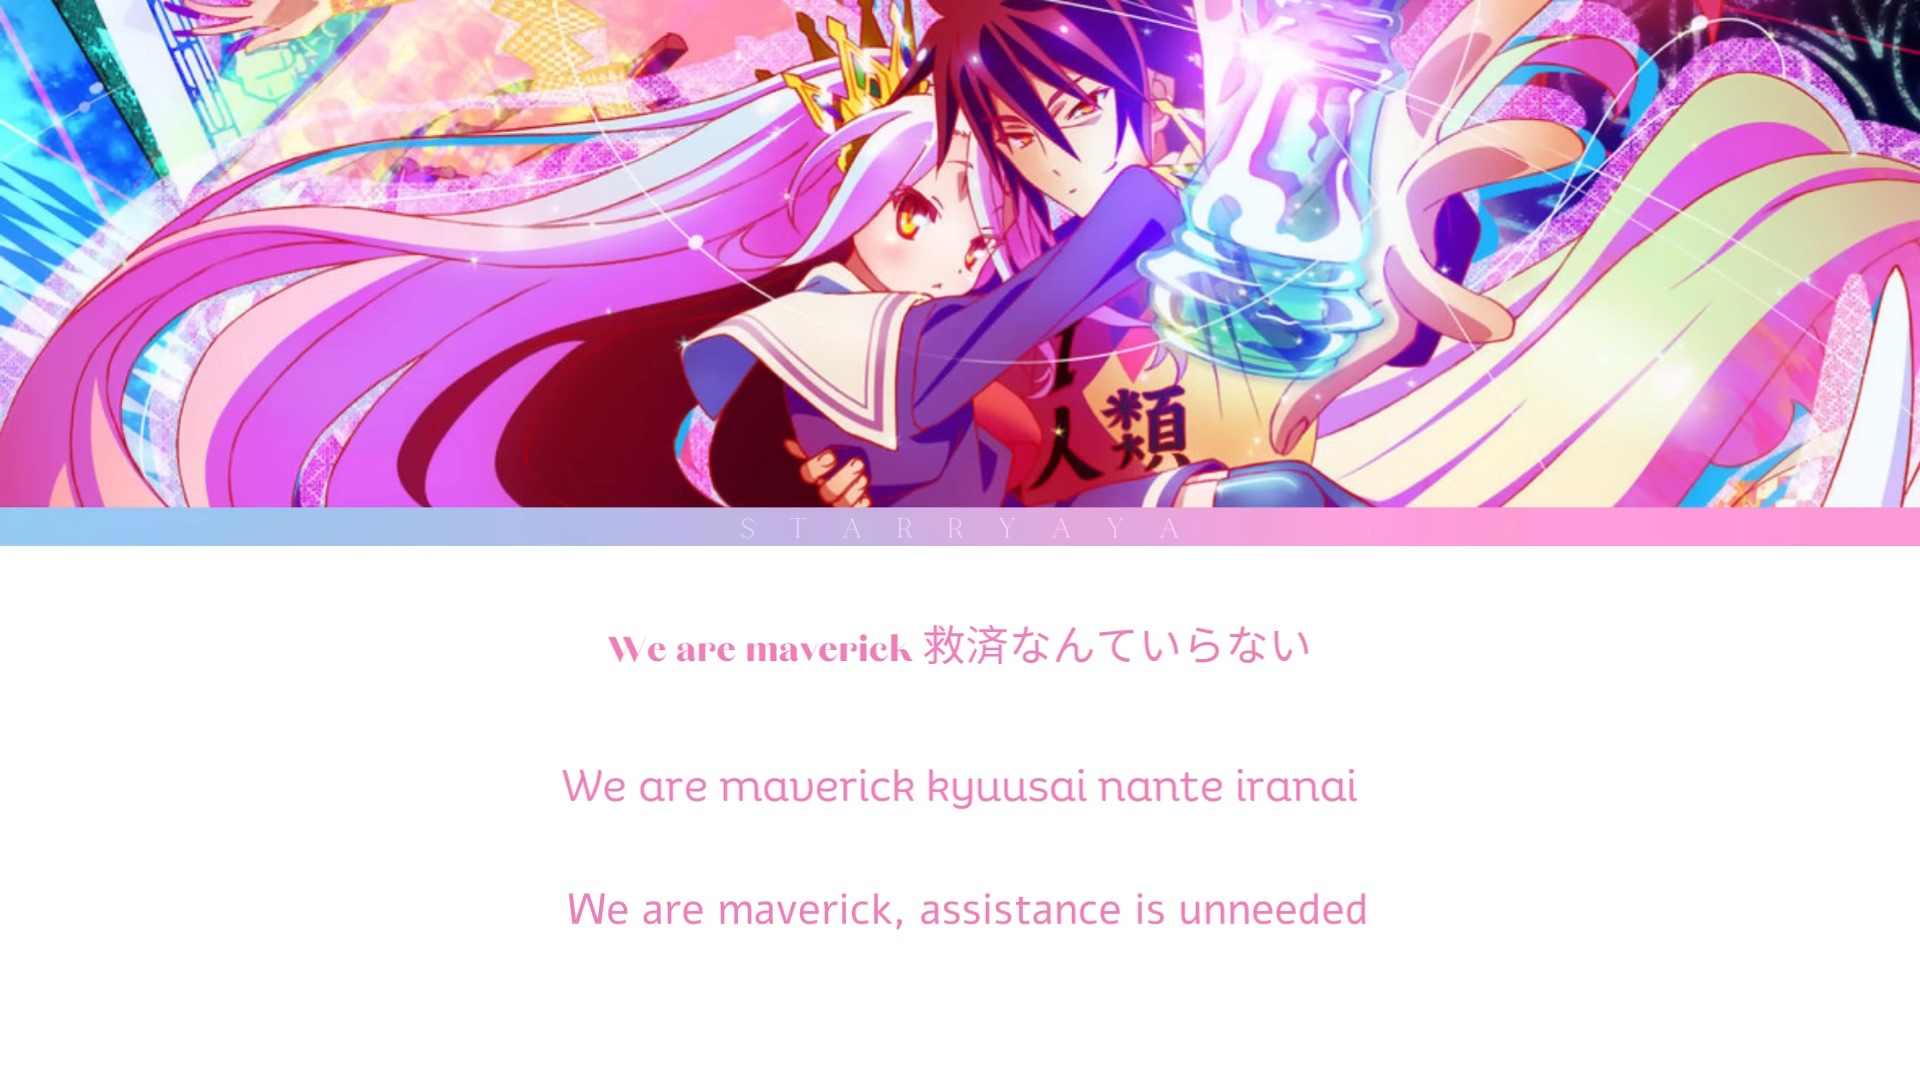 I
人類
STARRYAYA
We are maverick 救済なんていらない
We are maverick kyuusai nante iranai
We are maverick, assistance is unneeded